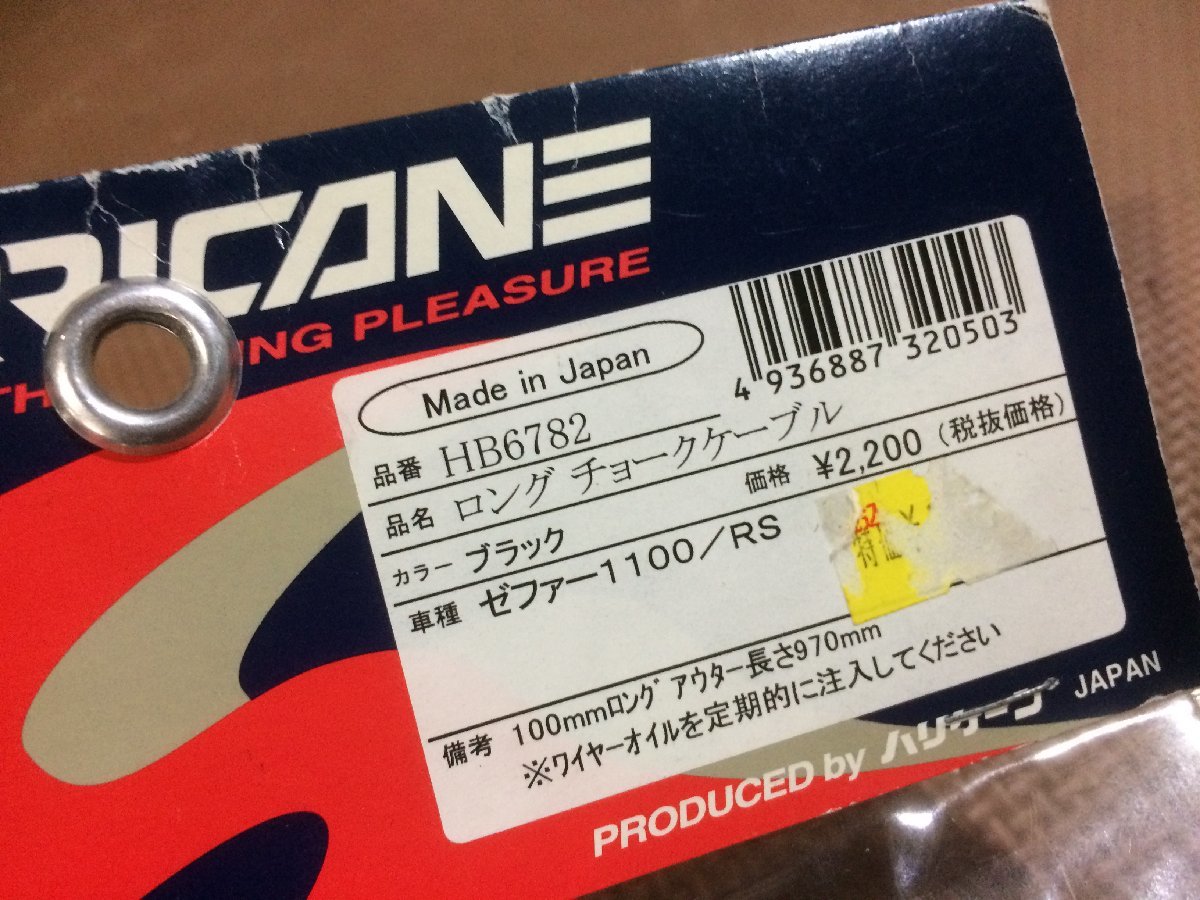 RICANE
ING PLEASURE
Made in Japan
4 936887 320503
品番 HB6782
品名 ロング チョークケーブル
カラー ブラック 価格 ¥2,200 (税抜価格)
車種 ゼファー1100/RS
特価
備考 100mmロング アウター長さ970mm
※ワイヤーオイルを定期的に注入してください
PRODUCED by ハリケーン JAPAN